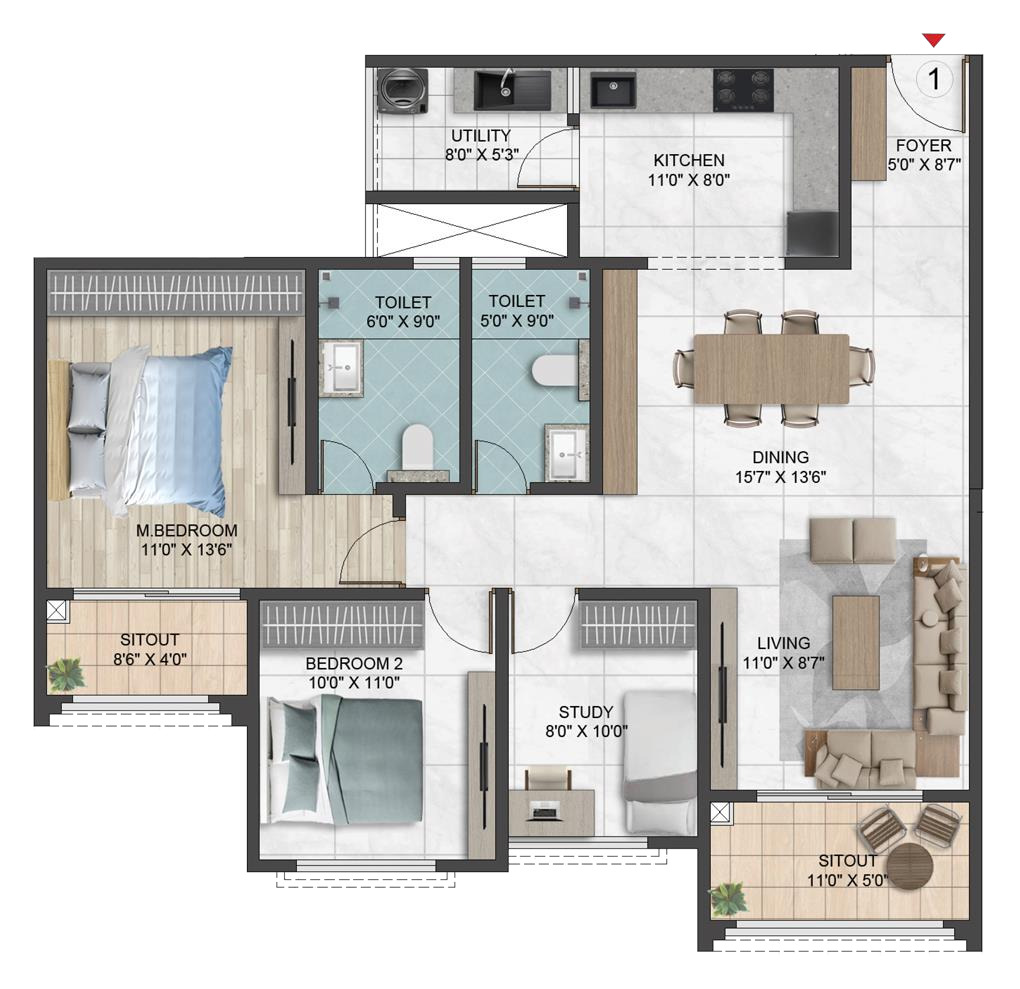 1
FOYER
5'0" X 8'7"
UTILITY
8'0" X 5'3"
KITCHEN
11'0" X 8'0"
TOILET
6'0" X 9'0"
TOILET
5'0" X 9'0"
DINING
15'7" X 13'6"
M.BEDROOM
11'0" X 13'6"
SITOUT
8'6" X 4'0"
BEDROOM 2
10'0" X 11'0"
STUDY
8'0" X 10'0"
LIVING
11'0" X 8'7"
SITOUT
11'0" X 5'0"